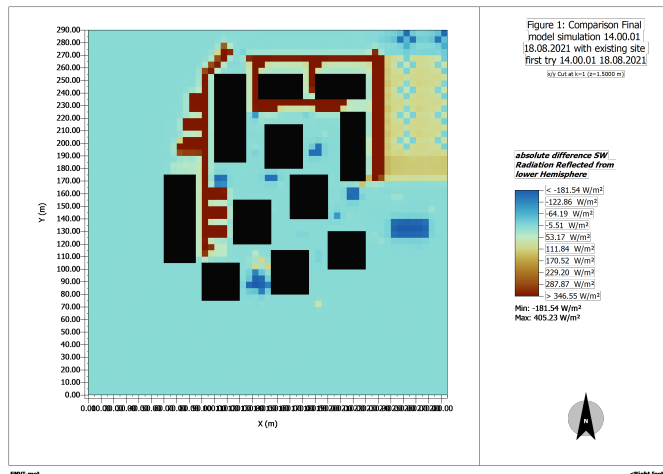 Figure 1: Comparison Final
model simulation 14.00.01
18.08.2021 with existing site
first try 14.00.01 18.08.2021
x/y Cut at k=1 (z=1.5000 m)
absolute difference SW
Radiation Reflected from
lower Hemisphere
< -181.54 W/m²
-122.86 W/m²
-64.19 W/m²
-5.51 W/m²
53.17 W/m²
111.84 W/m²
170.52 W/m²
229.20 W/m²
287.87 W/m²
> 346.55 W/m²
Min: -181.54 W/m²
Max: 405.23 W/m²
N
290.00
280.00
270.00
260.00
250.00
240.00
230.00
220.00
210.00
200.00
190.00
180.00
170.00
160.00
150.00
140.00
130.00
120.00
110.00
100.00
90.00
80.00
70.00
60.00
50.00
40.00
30.00
20.00
10.00
0.00
Y (m)
X (m)